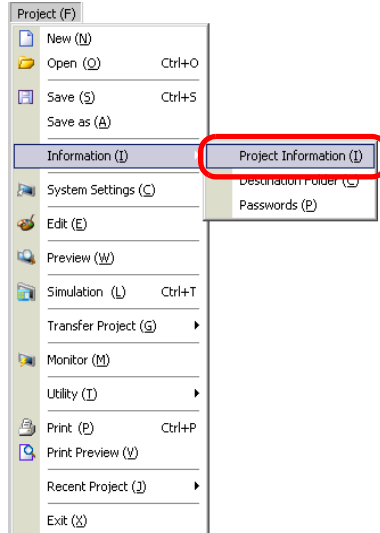 Project (F)
New (N)
Open (O) Ctrl+O
Save (S) Ctrl+S
Save as (A)
Information (I) Project Information (I)
Destination Folder (C)
System Settings (C)
Passwords (P)
Edit (E)
Preview (W)
Simulation (L) Ctrl+T
Transfer Project (G)
Monitor (M)
Utility (T)
Print (P) Ctrl+P
Print Preview (V)
Recent Project (J)
Exit (X)